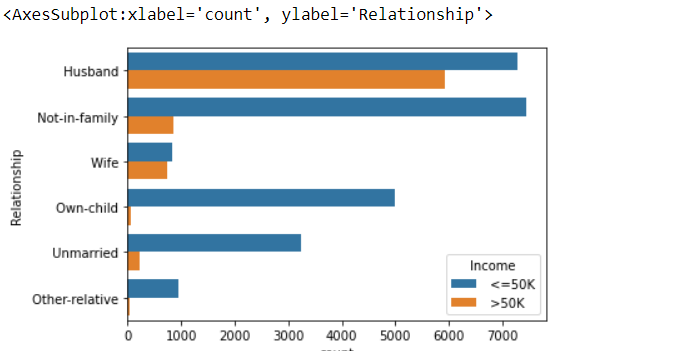 <AxesSubplot:xlabel='count', ylabel='Relationship'>
Husband
Not-in-family
Wife
Own-child
Unmarried
Other-relative
Relationship
Income
<=50K
>50K
0 1000 2000 3000 4000 5000 6000 7000